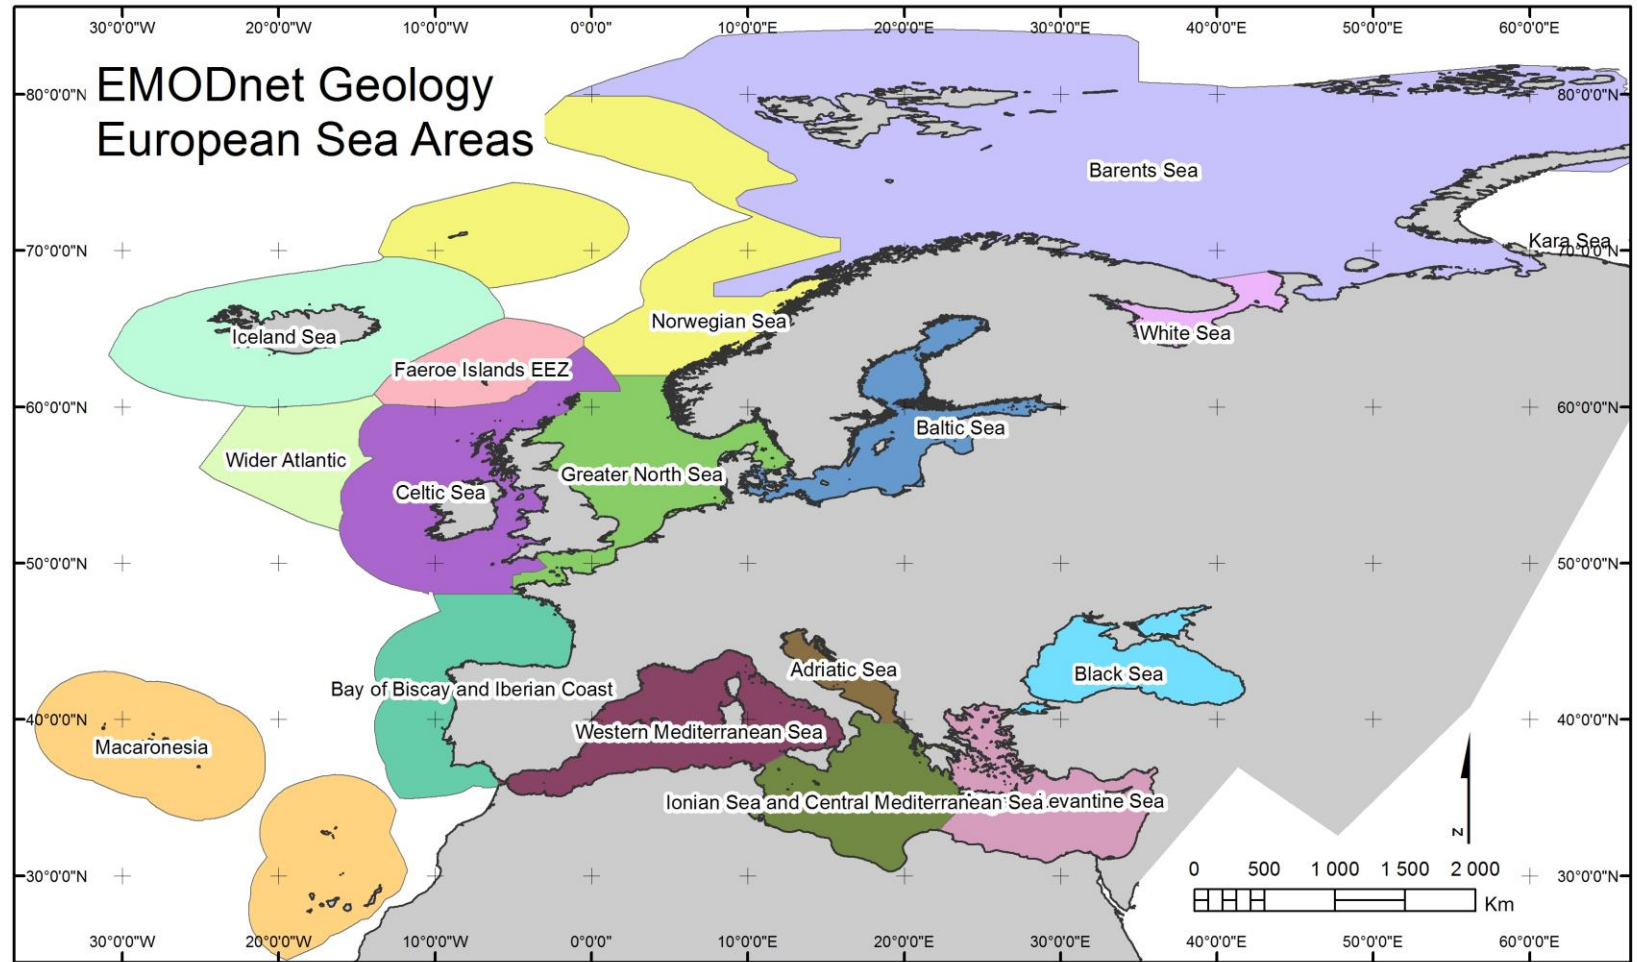 30°0'0"W 20°0'0"W 10°0'0"W 0°0'0" 10°0'0"E 20°0'0"E 30°0'0"E 40°0'0"E 50°0'0"E 60°0'0"E
EMODnet Geology
European Sea Areas
80°0'0"N 80°0'0"N
Barents Sea
Kara Sea
70°0'0"N 70°0'0"N
Norwegian Sea
White Sea
Iceland Sea
Faeroe Islands EEZ
60°0'0"N 60°0'0"N
Baltic Sea
Wider Atlantic
Greater North Sea
Celtic Sea
50°0'0"N 50°0'0"N
Adriatic Sea
Black Sea
Bay of Biscay and Iberian Coast
40°0'0"N 40°0'0"N
Western Mediterranean Sea
Macaronesia
Ionian Sea and Central Mediterranean Sea Levantine Sea
N
0 500 1 000 1 500 2 000
Km
30°0'0"N 30°0'0"N
30°0'0"W 20°0'0"W 10°0'0"W 0°0'0" 10°0'0"E 20°0'0"E 30°0'0"E 40°0'0"E 50°0'0"E 60°0'0"E